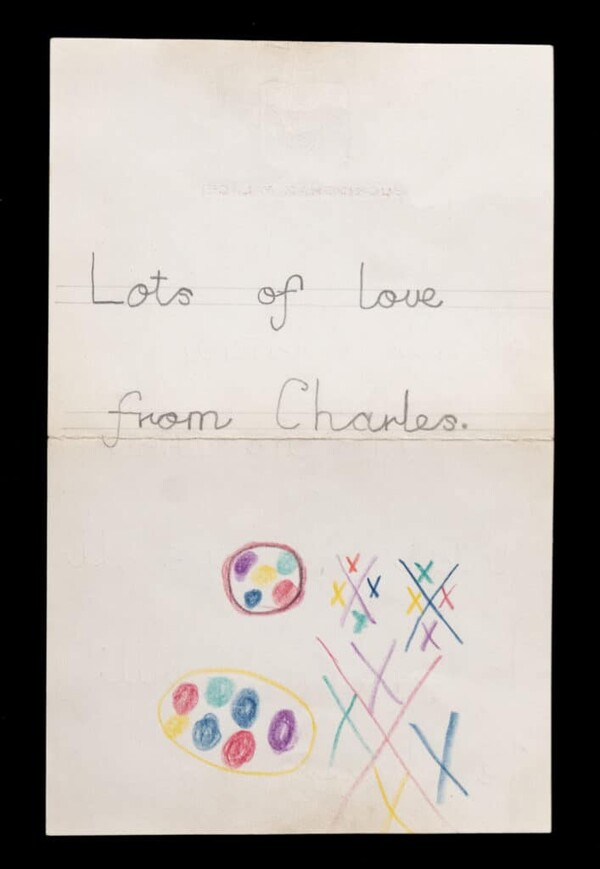 Lots of love
from Charles.